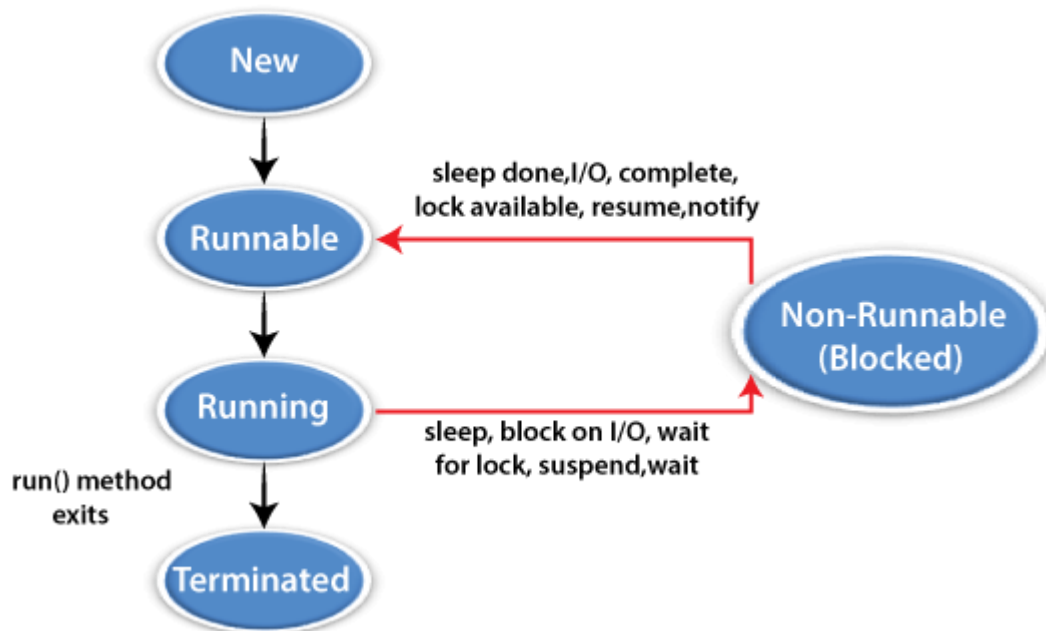 New
sleep done,I/O, complete,
lock available, resume,notify
Runnable
Non-Runnable
(Blocked)
Running
sleep, block on I/O, wait
for lock, suspend,wait
run() method
exits
Terminated